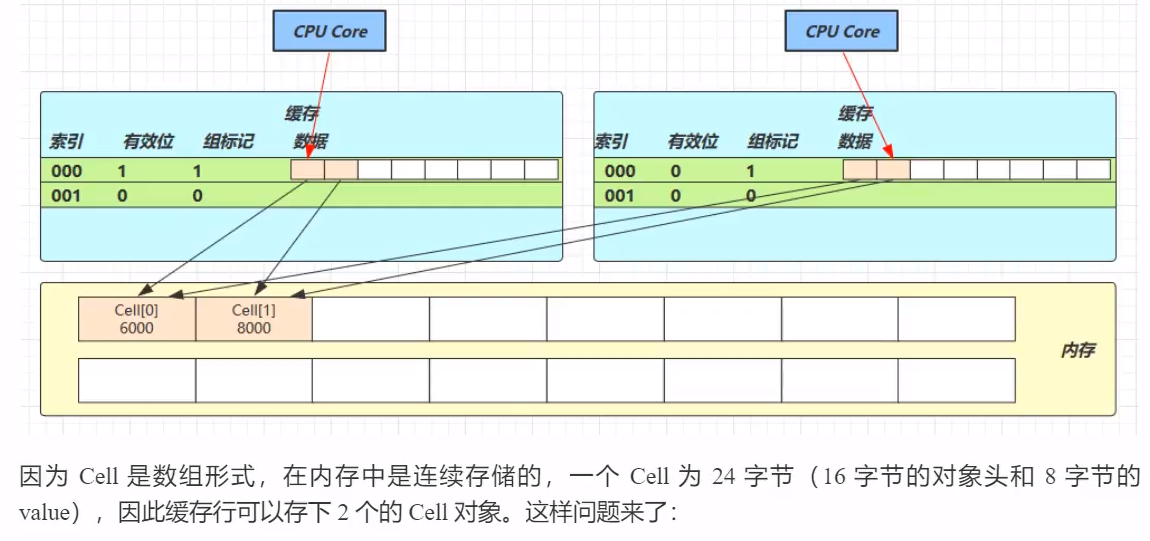 CPU Core CPU Core
缓存 缓存
索引 有效位 组标记 数据 索引 有效位 组标记 数据
000 1 1 000 0 1
001 0 0 001 0 0
Cell[0] Cell[1]
6000 8000
内存
因为 Cell 是数组形式，在内存中是连续存储的，一个 Cell 为 24 字节（16 字节的对象头和 8 字节的
value），因此缓存行可以存下 2 个的 Cell 对象。这样问题来了：